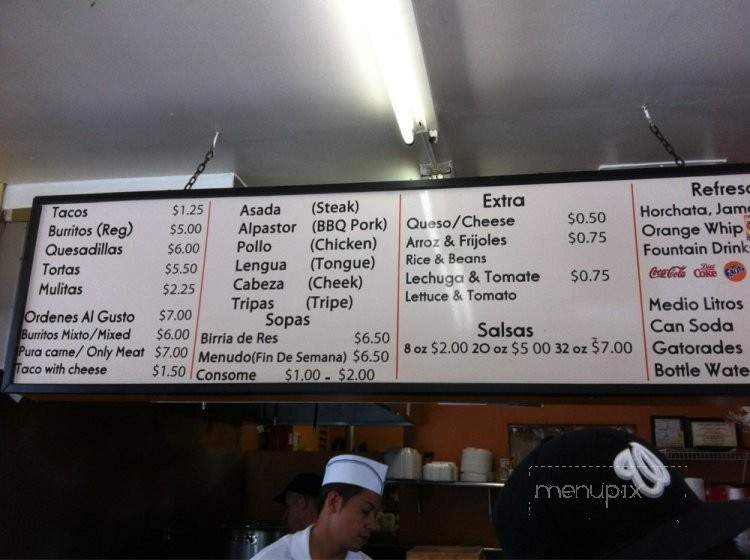 Tacos $1.25
Burritos (Reg) $5.00
Quesadillas $6.00
Tortas $5.50
Mulitas $2.25
Ordenes Al Gusto $7.00
Burritos Mixto/Mixed $6.00
Pura carne/ Only Meat $7.00
Taco with cheese $1.50
Asada (Steak)
Alpastor (BBQ Pork)
Pollo (Chicken)
Lengua (Tongue)
Cabeza (Cheek)
Tripas (Tripe)
Sopas
Birria de Res $6.50
Menudo(Fin De Semana) $6.50
Consome $1.00 - $2.00
Extra
Queso/Cheese $0.50
Arroz & Frijoles $0.75
Rice & Beans
Lechuga & Tomate $0.75
Lettuce & Tomato
Salsas
8 oz $2.00 20 oz $5 00 32 oz $7.00
Refresc
Horchata, Jama
Orange Whip
Fountain Drink
Coca-Cola Diet Coke
Medio Litros
Can Soda
Gatorades
Bottle Wate
menupix